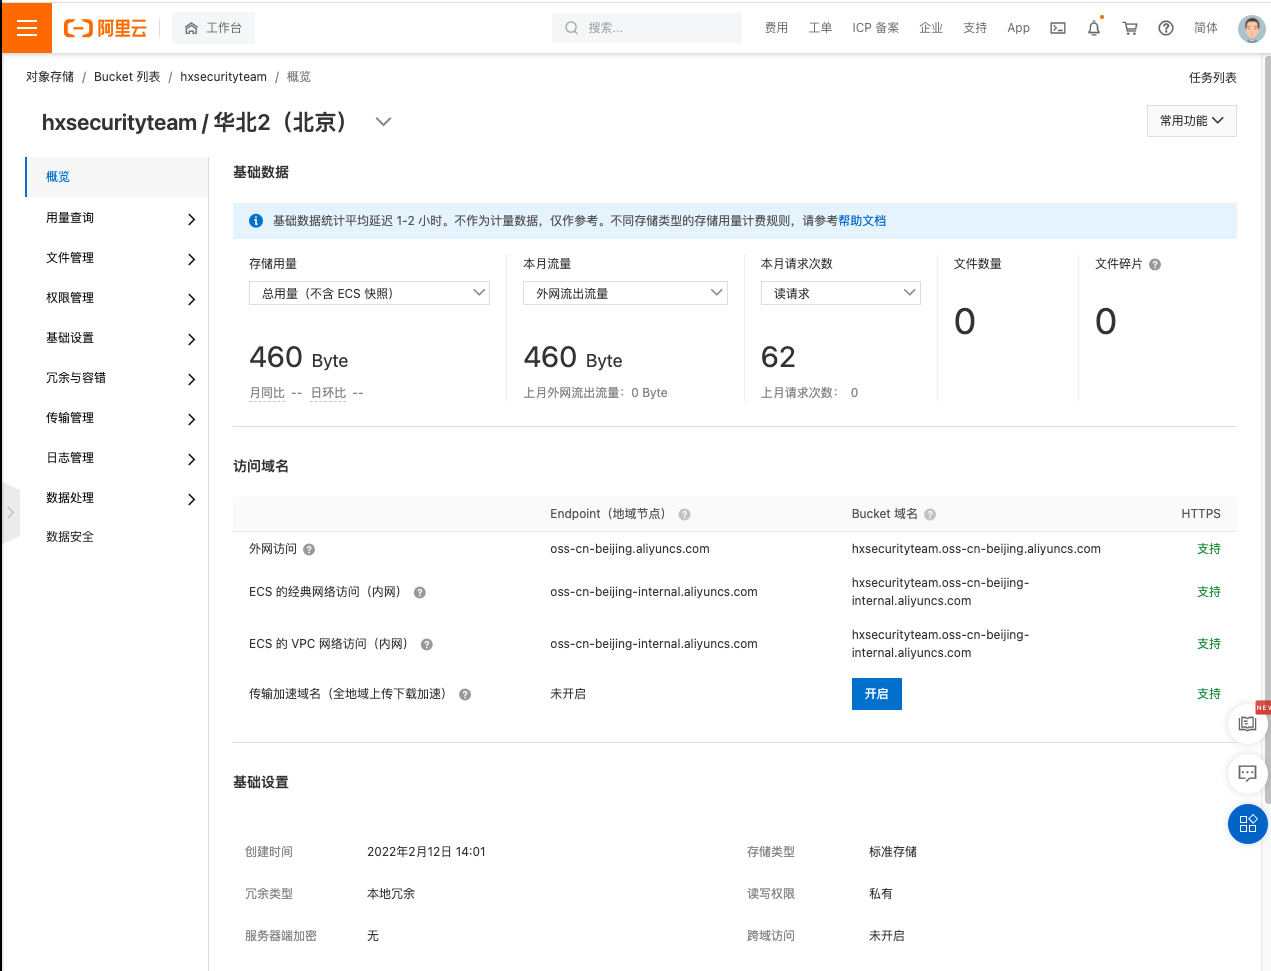 阿里云
工作台
搜索...
费用
工单
ICP 备案
企业
支持
App
简体
对象存储 / Bucket 列表 / hxsecurityteam / 概览
任务列表
hxsecurityteam / 华北2（北京）
常用功能
概览
用量查询
文件管理
权限管理
基础设置
冗余与容错
传输管理
日志管理
数据处理
数据安全
基础数据
基础数据统计平均延迟 1-2 小时。不作为计量数据，仅作参考。不同存储类型的存储用量计费规则，请参考帮助文档
存储用量
总用量（不含 ECS 快照）
460 Byte
月同比 -- 日环比 --
本月流量
外网流出流量
460 Byte
上月外网流出流量：0 Byte
本月请求次数
读请求
62
上月请求次数： 0
文件数量
0
文件碎片
0
访问域名
Endpoint（地域节点） Bucket 域名 HTTPS
外网访问 oss-cn-beijing.aliyuncs.com hxsecurityteam.oss-cn-beijing.aliyuncs.com 支持
ECS 的经典网络访问（内网） oss-cn-beijing-internal.aliyuncs.com hxsecurityteam.oss-cn-beijing-
internal.aliyuncs.com 支持
ECS 的 VPC 网络访问（内网） oss-cn-beijing-internal.aliyuncs.com hxsecurityteam.oss-cn-beijing-
internal.aliyuncs.com 支持
传输加速域名（全地域上传下载加速） 未开启 开启 支持
NEW
基础设置
创建时间 2022年2月12日 14:01 存储类型 标准存储
冗余类型 本地冗余 读写权限 私有
服务器端加密 无 跨域访问 未开启